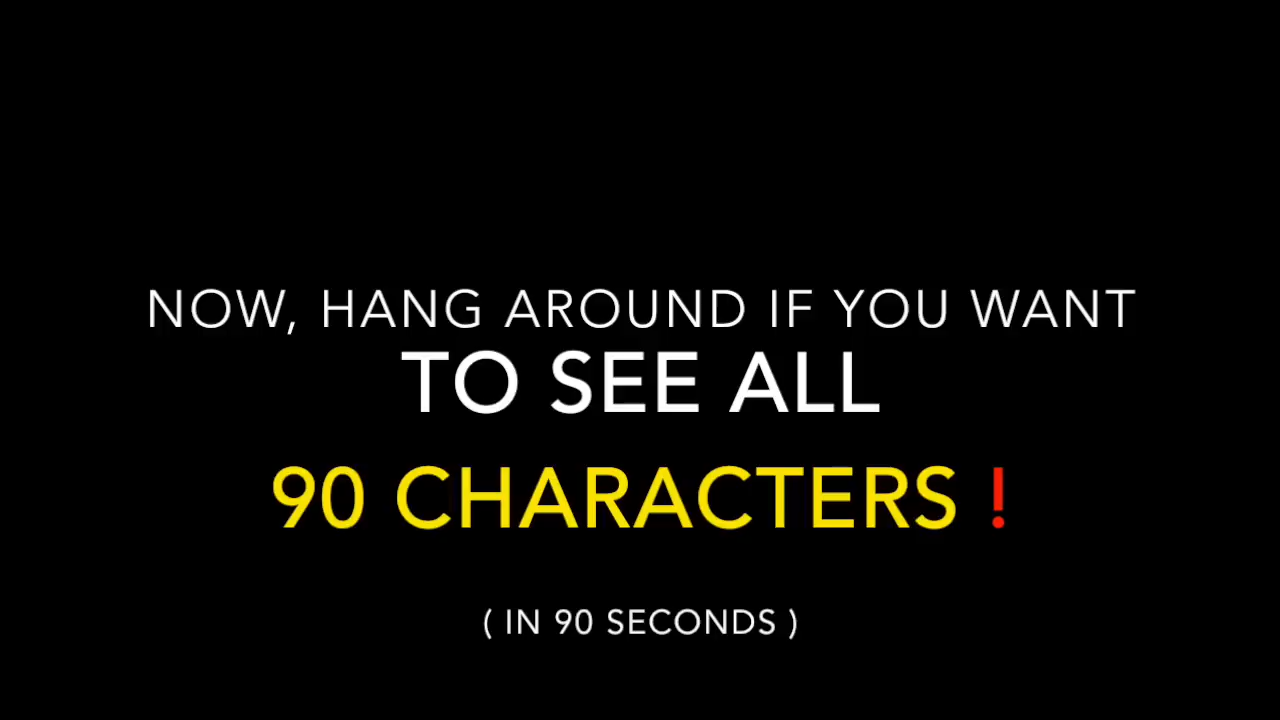 NOW, HANG AROUND IF YOU WANT
TO SEE ALL
90 CHARACTERS !
( IN 90 SECONDS )